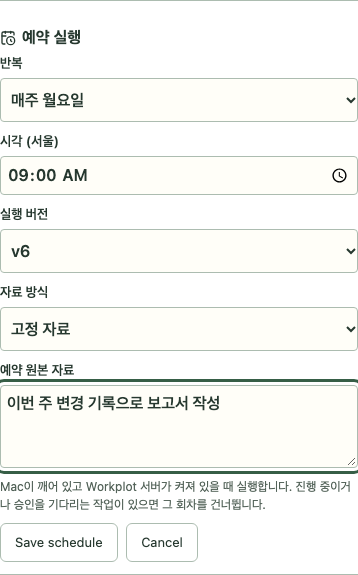 예약 실행
반복
매주 월요일
시각 (서울)
09:00 AM
실행 버전
v6
자료 방식
고정 자료
예약 원본 자료
이번 주 변경 기록으로 보고서 작성
Mac이 깨어 있고 Workplot 서버가 켜져 있을 때 실행합니다. 진행 중이거
나 승인을 기다리는 작업이 있으면 그 회차를 건너뜁니다.
Save schedule
Cancel